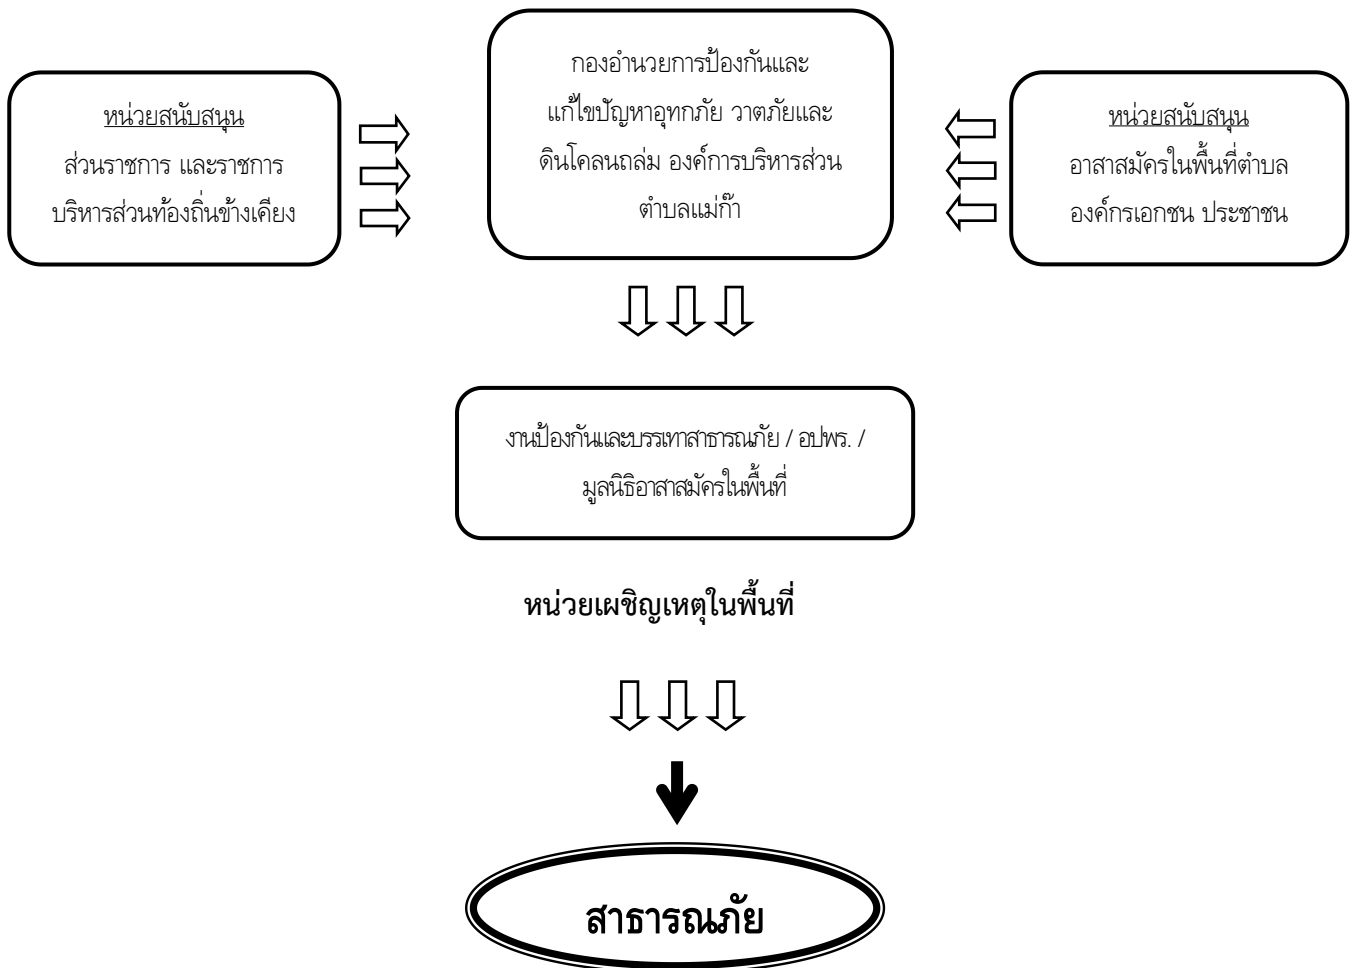 หน่วยสนับสนุน
ส่วนราชการ และราชการ
บริหารส่วนท้องถิ่นข้างเคียง
กองอำนวยการป้องกันและ
แก้ไขปัญหาอุทกภัย วาตภัยและ
ดินโคลนถล่ม องค์การบริหารส่วน
ตำบลแม่ก๊า
หน่วยสนับสนุน
อาสาสมัครในพื้นที่ตำบล
องค์กรเอกชน ประชาชน
งานป้องกันและบรรเทาสาธารณภัย / อปพร. /
มูลนิธิอาสาสมัครในพื้นที่
หน่วยเผชิญเหตุในพื้นที่
สาธารณภัย